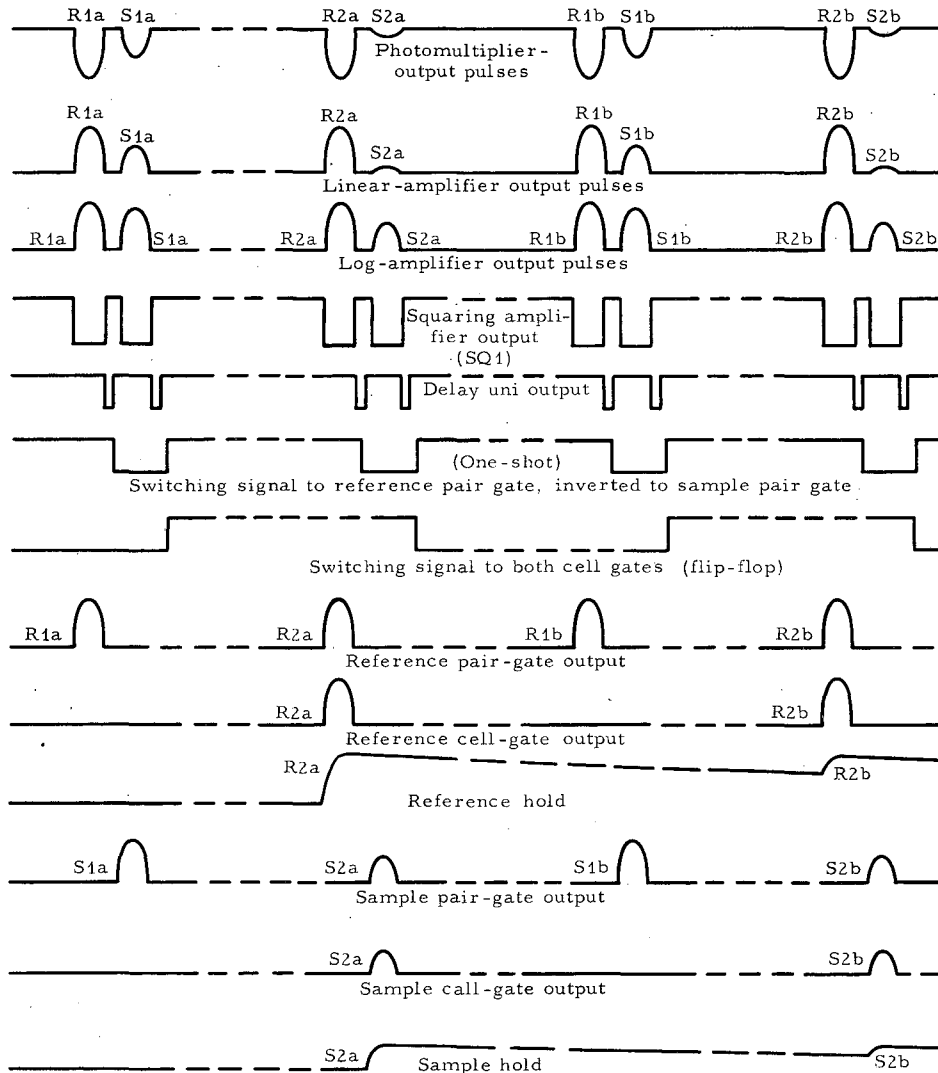 R1a S1a R2a S2a R1b S1b R2b S2b
Photomultiplier-
output pulses
R1a S1a R2a S2a R1b S1b R2b S2b
Linear-amplifier output pulses
R1a S1a R2a S2a R1b S1b R2b S2b
Log-amplifier output pulses
Squaring ampli-
fier output
(SQ1)
Delay uni output
(One-shot)
Switching signal to reference pair gate, inverted to sample pair gate
Switching signal to both cell gates (flip-flop)
R1a R2a R1b R2b
Reference pair-gate output
R2a R2b
Reference cell-gate output
R2a R2b
Reference hold
S1a S2a S1b S2b
Sample pair-gate output
S2a S2b
Sample call-gate output
S2a S2b
Sample hold